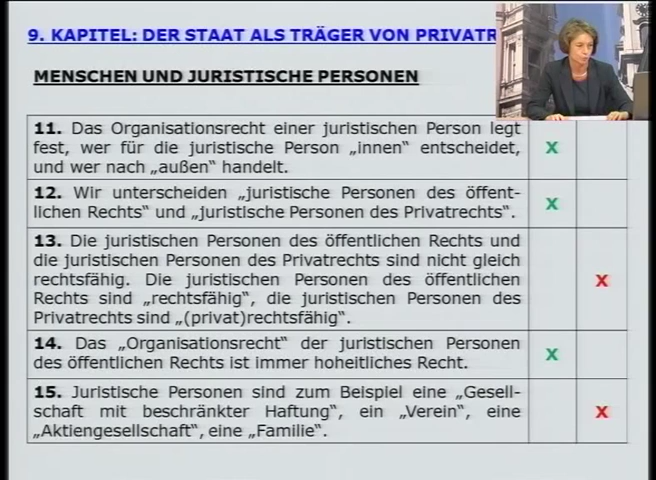 9. KAPITEL: DER STAAT ALS TRÄGER VON PRIVATR
MENSCHEN UND JURISTISCHE PERSONEN
11. Das Organisationsrecht einer juristischen Person legt
fest, wer für die juristische Person „innen“ entscheidet,
und wer nach „außen“ handelt.
X
12. Wir unterscheiden „juristische Personen des öffent-
lichen Rechts“ und „juristische Personen des Privatrechts“.
X
13. Die juristischen Personen des öffentlichen Rechts und
die juristischen Personen des Privatrechts sind nicht gleich
rechtsfähig. Die juristischen Personen des öffentlichen
Rechts sind „rechtsfähig“, die juristischen Personen des
Privatrechts sind „(privat)rechtsfähig“.
X
14. Das „Organisationsrecht“ der juristischen Personen
des öffentlichen Rechts ist immer hoheitliches Recht.
X
15. Juristische Personen sind zum Beispiel eine „Gesell-
schaft mit beschränkter Haftung“, ein „Verein“, eine
„Aktiengesellschaft“, eine „Familie“.
X